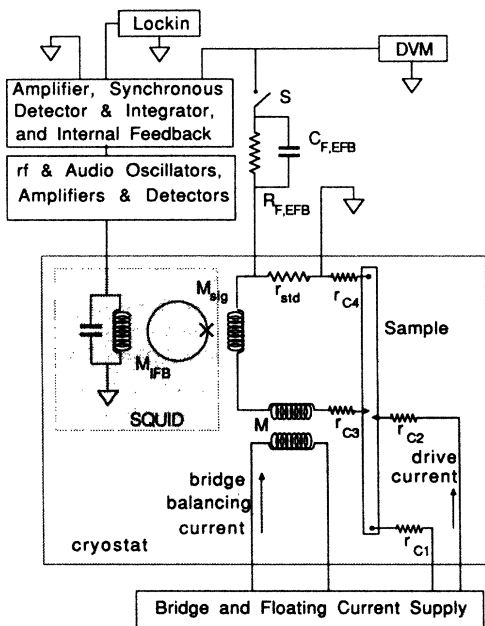 Lockin
DVM
Amplifier, Synchronous
Detector & Integrator,
and Internal Feedback
S
C_F,EFB
rf & Audio Oscillators,
Amplifiers & Detectors
R_F,EFB
M_sig
r_std
r_C4
Sample
M_IFB
SQUID
M
r_C3
r_C2
bridge
balancing
current
drive
current
cryostat
r_C1
Bridge and Floating Current Supply